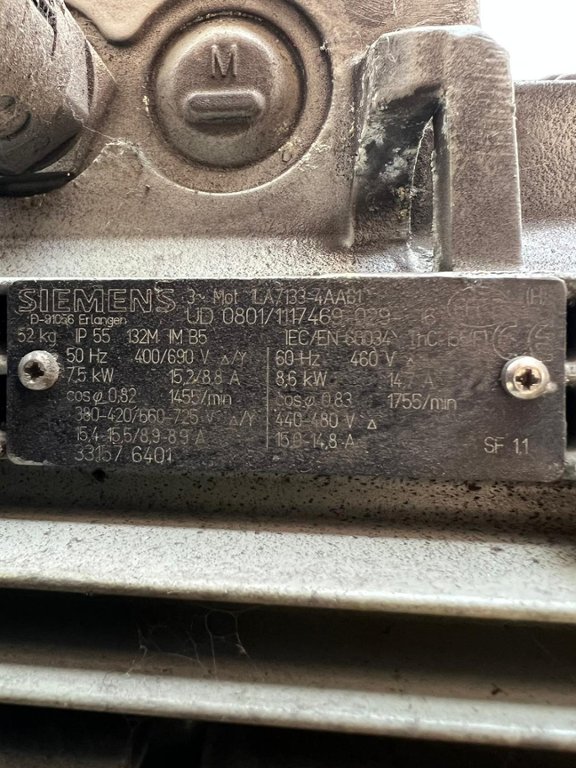 M
SIEMENS 3~ Mot. 1LA7133-4AA61
D-91056 Erlangen UD 0801/1117469
52 kg IP 55 132M IM B5 IEC/EN 60034
50 Hz 400/690 V △/Y 60 Hz 460 V △
7,5 kW 15,2/8,8 A 8,6 kW 14,7 A
cosφ 0,82 1455/min cosφ 0,83 1755/min
380-420/660-725 V △/Y 440-480 V △
15,4-15,5/8,9-8,9 A 15,0-14,8 A
33157 6401 SF 1.1